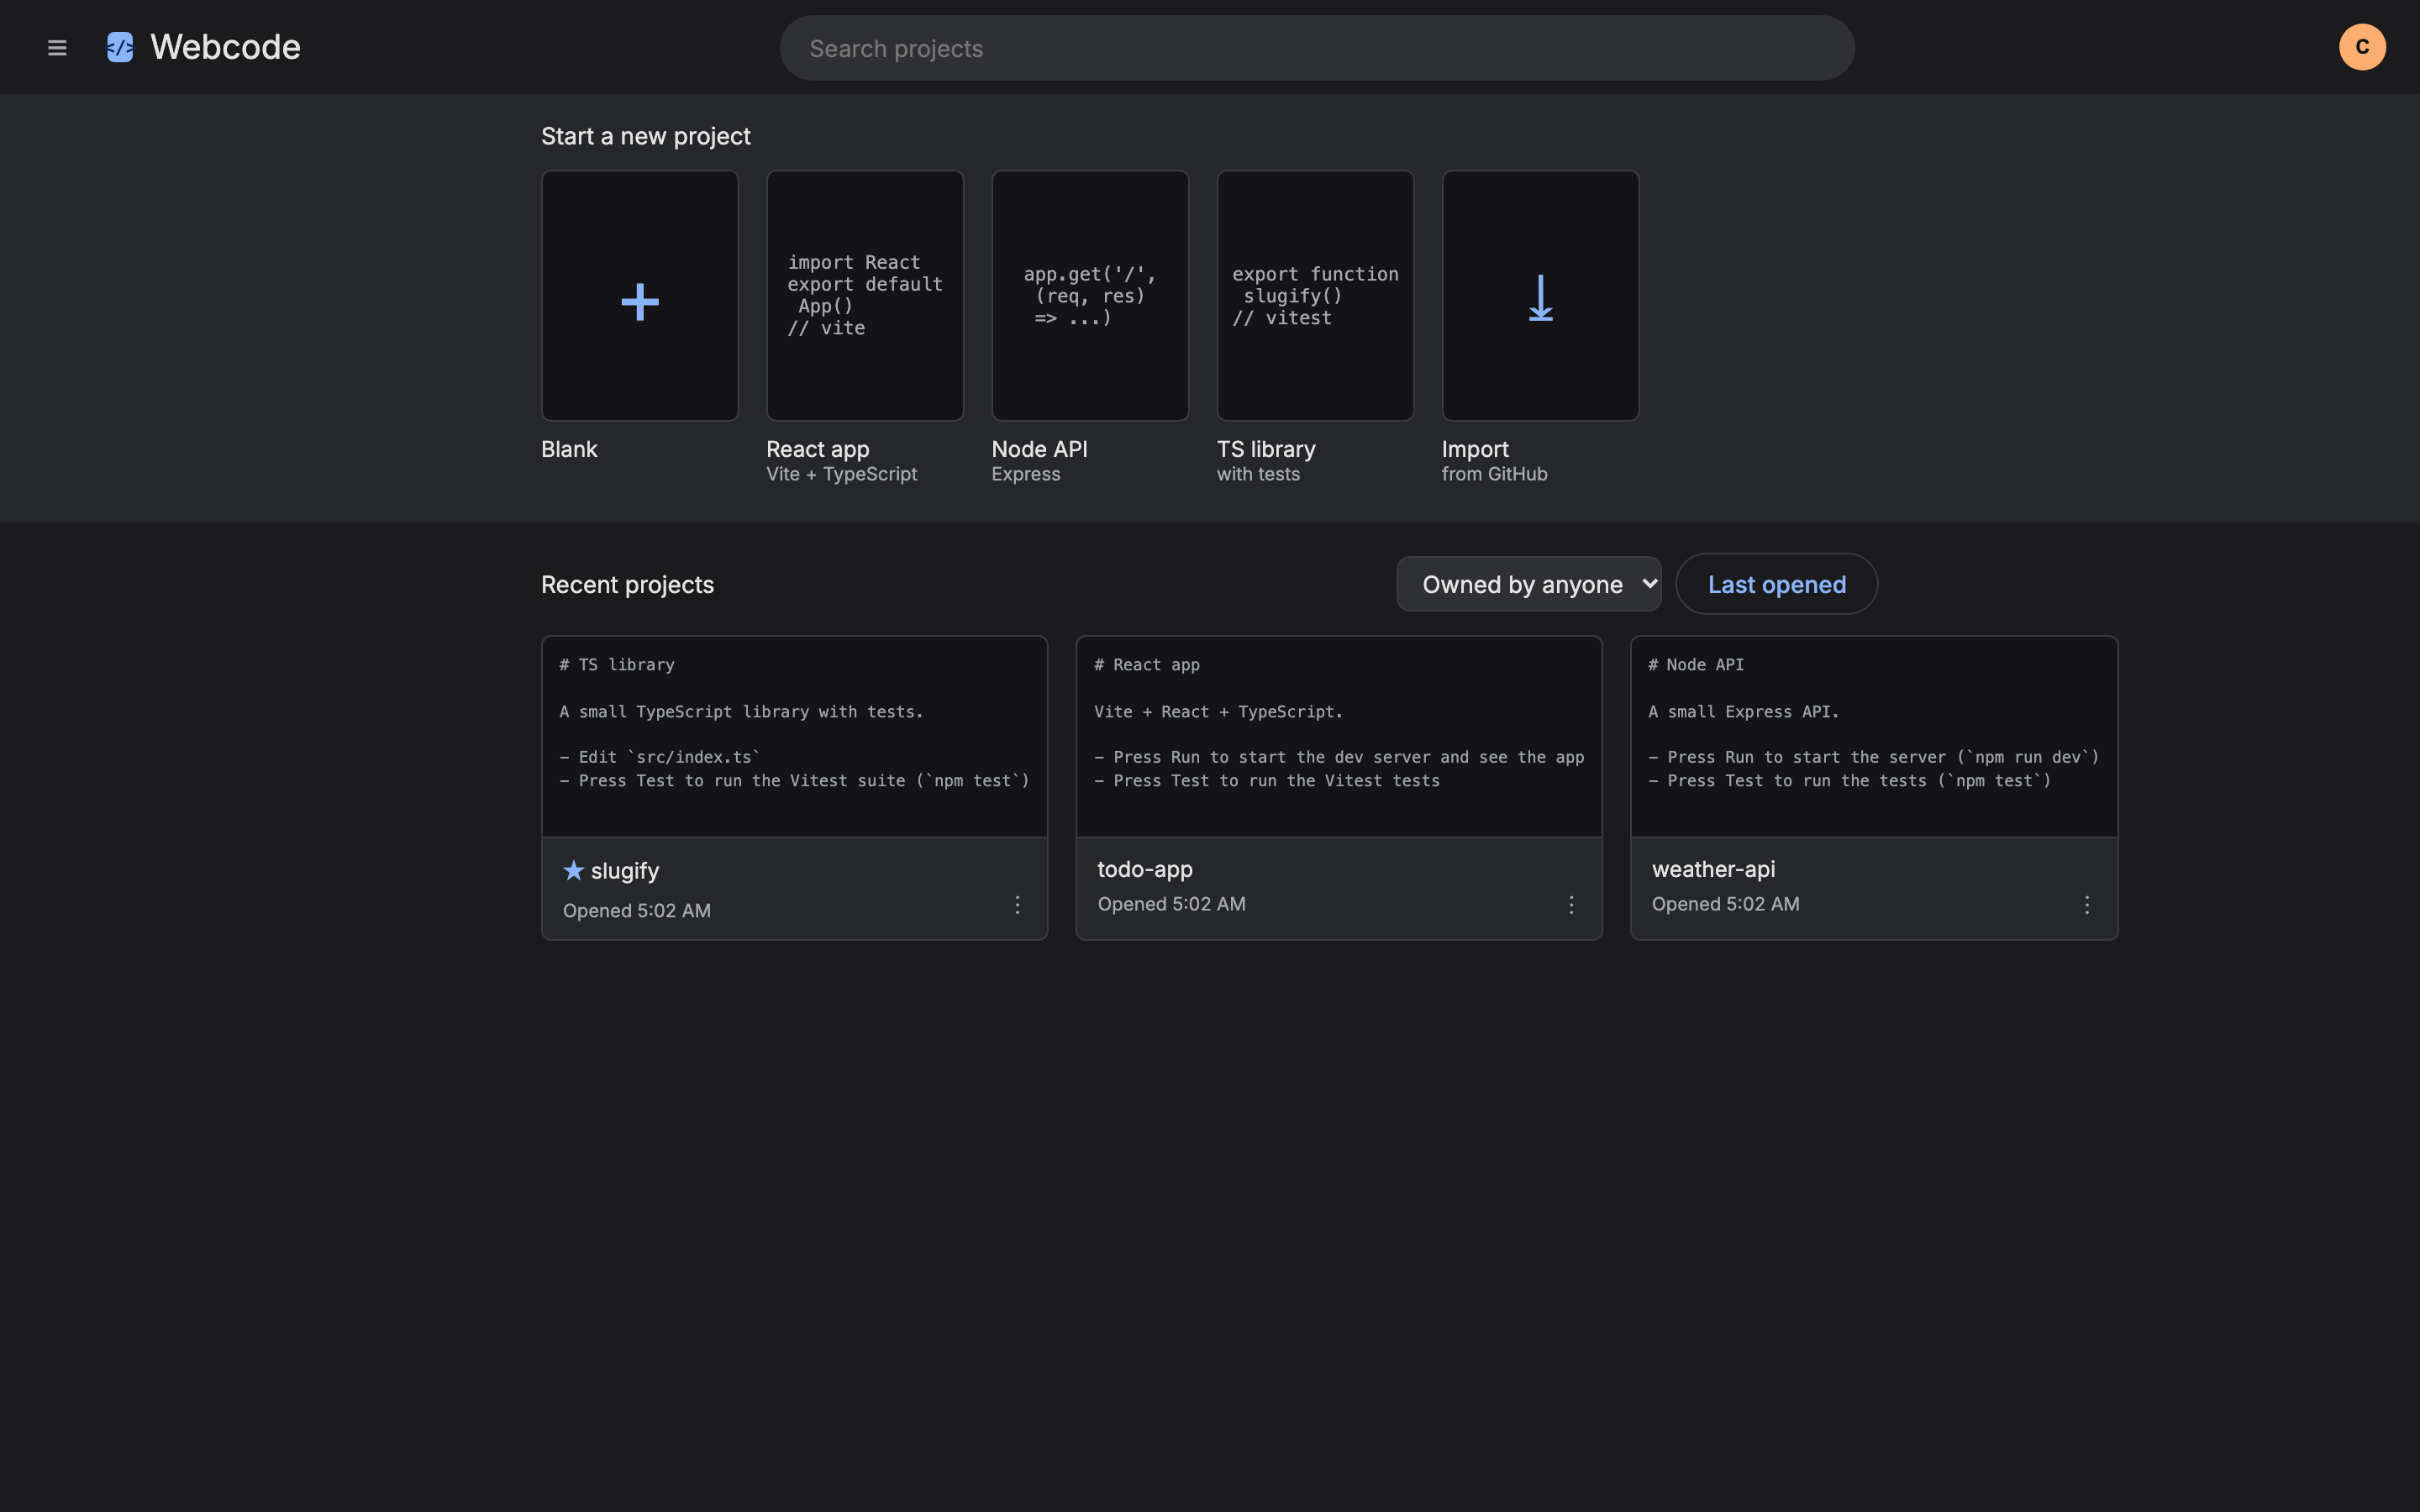 </> Webcode
Search projects
C
Start a new project
+
import React
export default
App()
// vite
app.get('/',
(req, res)
=> ...)
export function
slugify()
// vitest
Blank
React app
Vite + TypeScript
Node API
Express
TS library
with tests
Import
from GitHub
Recent projects
Owned by anyone
Last opened
# TS library
A small TypeScript library with tests.
- Edit `src/index.ts`
- Press Test to run the Vitest suite (`npm test`)
★ slugify
Opened 5:02 AM
# React app
Vite + React + TypeScript.
- Press Run to start the dev server and see the app
- Press Test to run the Vitest tests
todo-app
Opened 5:02 AM
# Node API
A small Express API.
- Press Run to start the server (`npm run dev`)
- Press Test to run the tests (`npm test`)
weather-api
Opened 5:02 AM